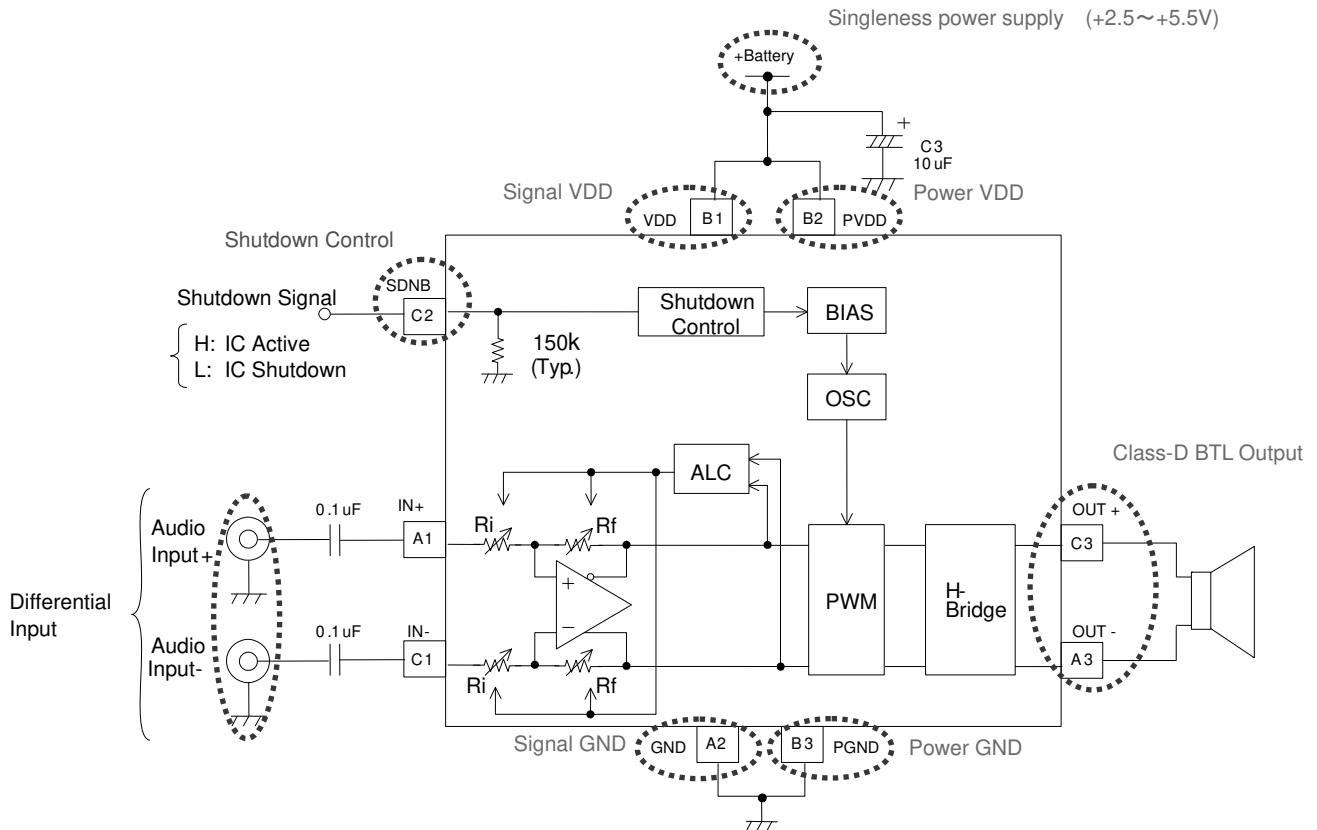 Singleness power supply (+2.5～+5.5V)
+Battery
+
C3
10 uF
Signal VDD
Power VDD
VDD
B1
B2
PVDD
Shutdown Control
SDNB
Shutdown Signal
C2
H: IC Active
L: IC Shutdown
150k
(Typ.)
Shutdown
Control
BIAS
OSC
ALC
Class-D BTL Output
Differential
Input
Audio
Input+
0.1uF
IN+
A1
Ri
Rf
+
−
PWM
H-
Bridge
OUT +
C3
Audio
Input-
0.1uF
IN-
C1
Ri
Rf
OUT -
A3
Signal GND
GND
A2
B3
PGND
Power GND